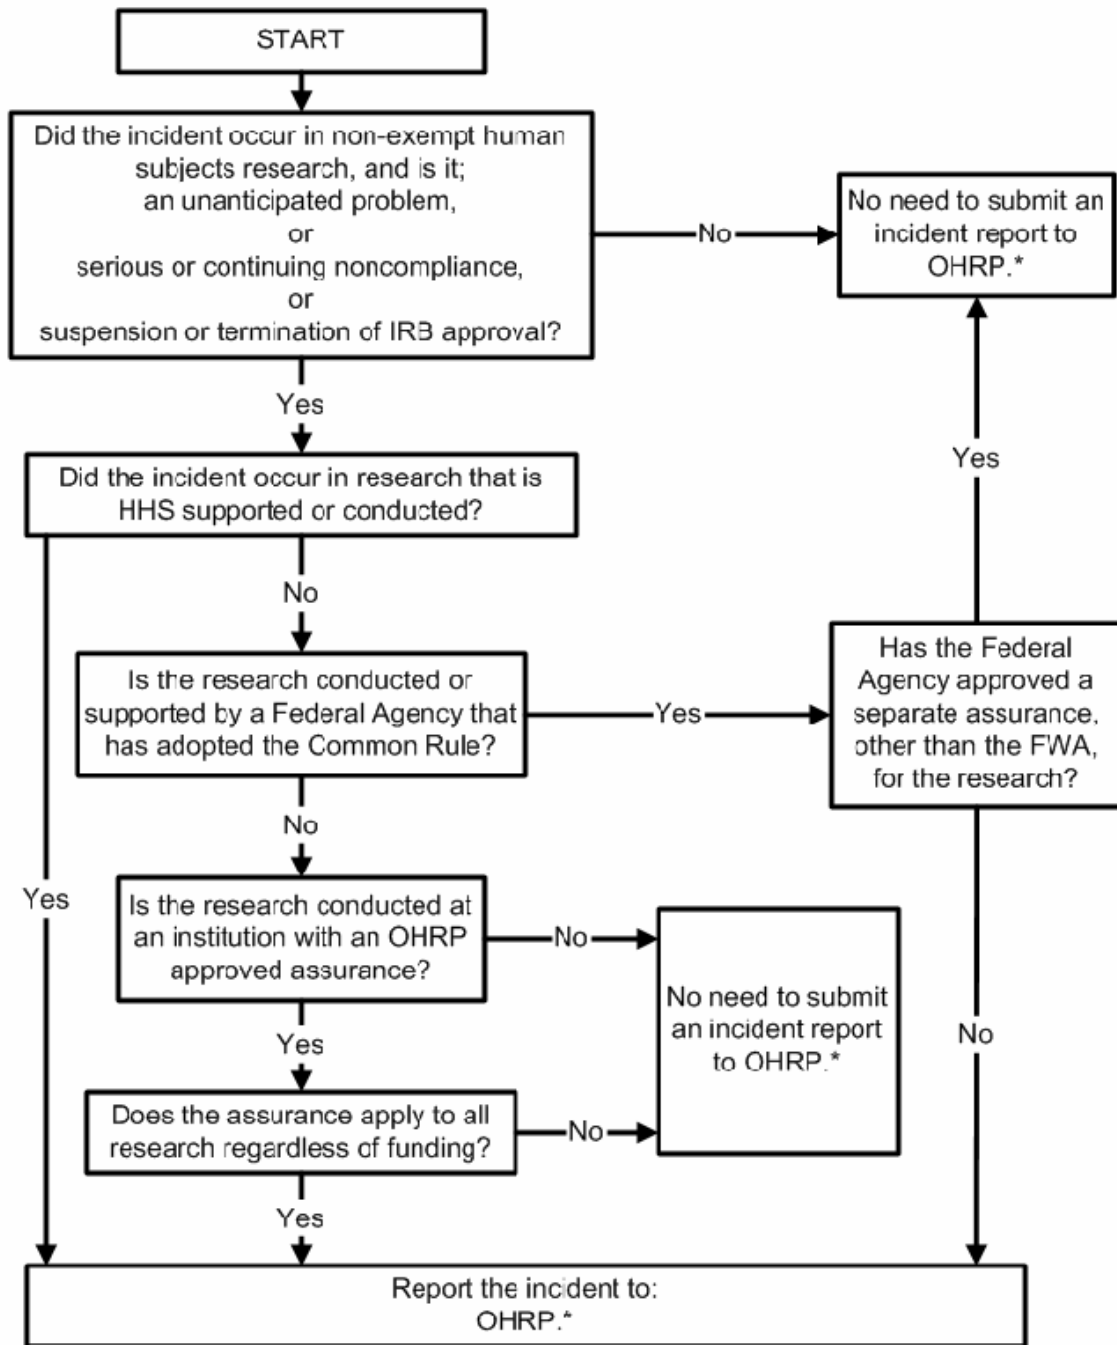 START
Did the incident occur in non-exempt human
subjects research, and is it;
an unanticipated problem,
or
serious or continuing noncompliance,
or
suspension or termination of IRB approval?
No
No need to submit an
incident report to
OHRP.*
Yes
Did the incident occur in research that is
HHS supported or conducted?
Yes
No
Is the research conducted or
supported by a Federal Agency that
has adopted the Common Rule?
Yes
Has the Federal
Agency approved a
separate assurance,
other than the FWA,
for the research?
Yes
No
No
Is the research conducted at
an institution with an OHRP
approved assurance?
No
No need to submit
an incident report
to OHRP.*
Yes
Does the assurance apply to all
research regardless of funding?
No
Yes
Report the incident to:
OHRP.*